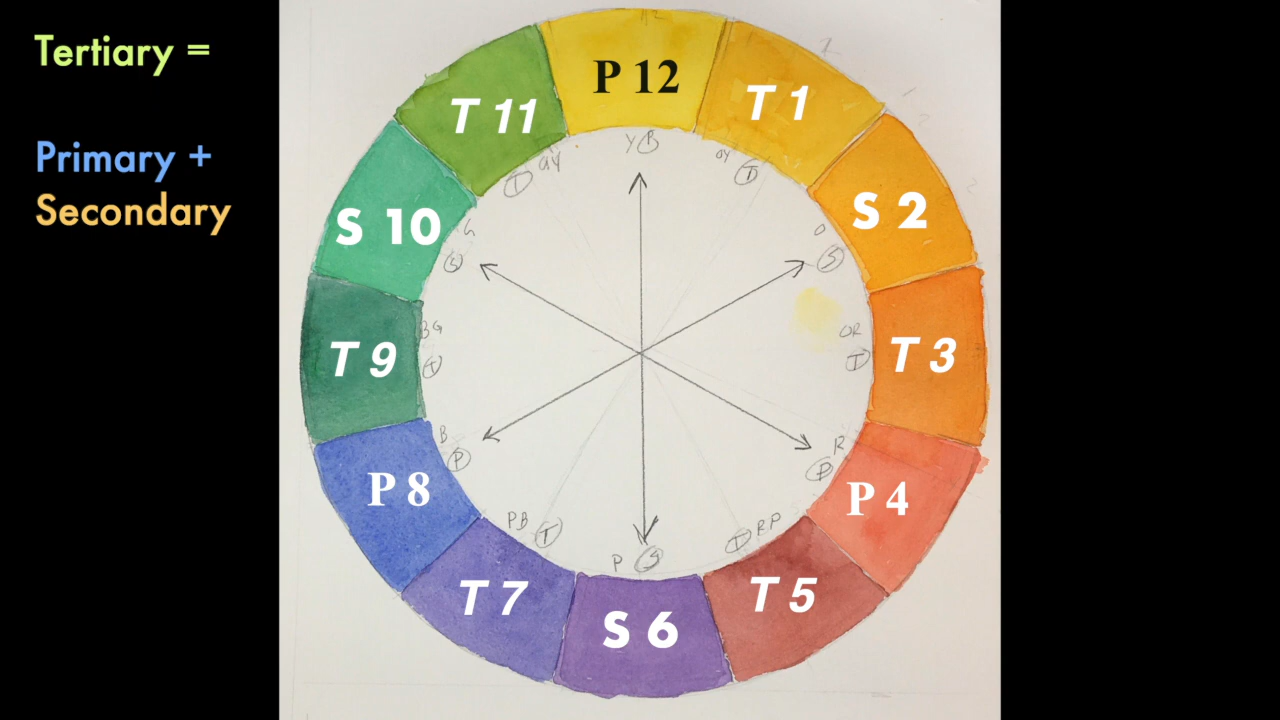 Tertiary =
Primary +
Secondary
P 12
T 1
S 2
T 3
P 4
T 5
S 6
T 7
P 8
T 9
S 10
T 11
Y
OY
T
O
S
OR
T
R
P
RP
T
P
S
PB
T
B
P
BG
T
G
S
GY
T